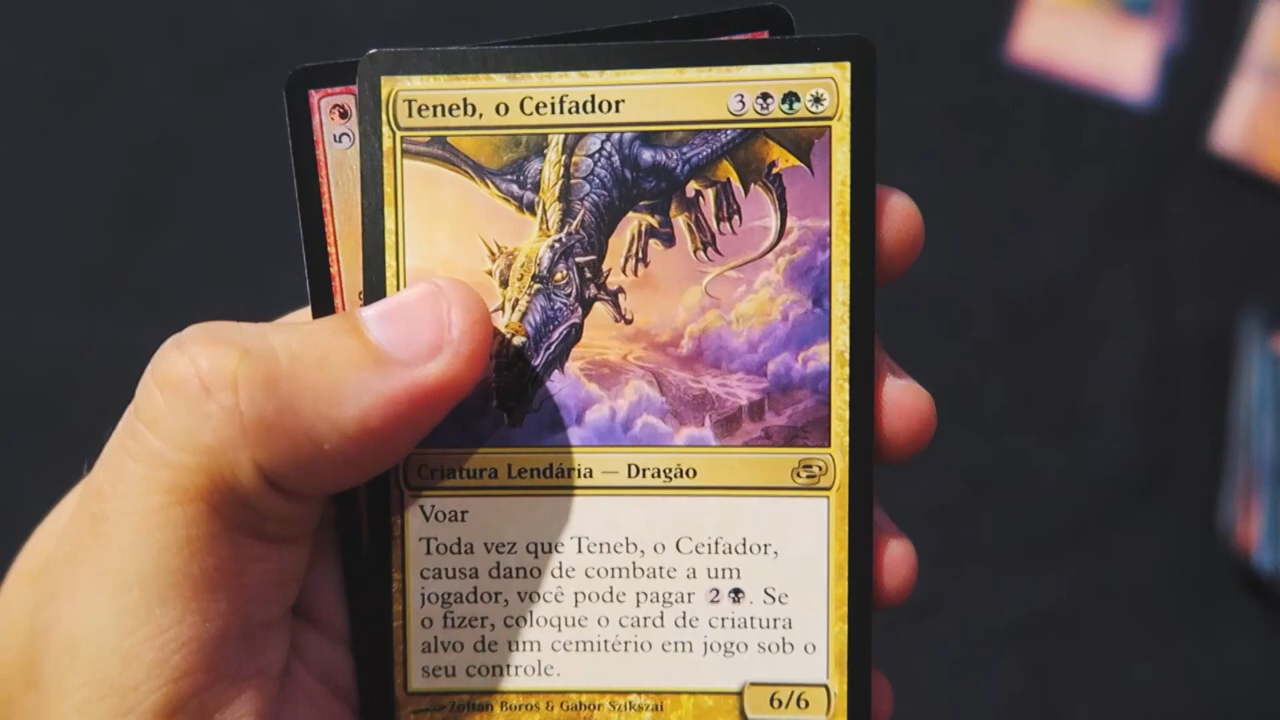 Teneb, o Ceifador
3
5
Criatura Lendária — Dragão
Voar
Toda vez que Teneb, o Ceifador,
causa dano de combate a um
jogador, você pode pagar 2 . Se
o fizer, coloque o card de criatura
alvo de um cemitério em jogo sob o
seu controle.
6/6
Zoltan Boros & Gabor Szikszai